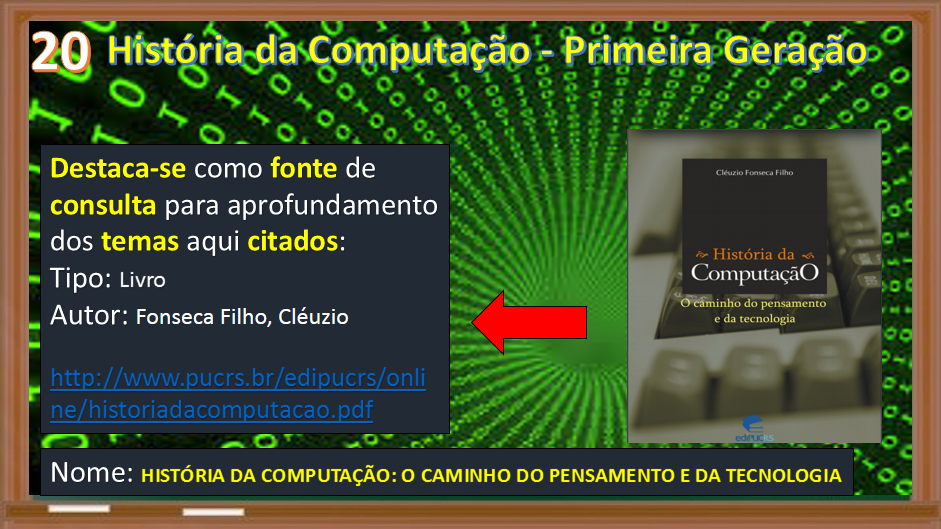 20 História da Computação - Primeira Geração
Destaca-se como fonte de
consulta para aprofundamento
dos temas aqui citados:
Tipo: Livro
Autor: Fonseca Filho, Cléuzio
http://www.pucrs.br/edipucrs/onli
ne/historiadacomputacao.pdf
Cléuzio Fonseca Filho
História da
ComputaçãO
O caminho do pensamento
e da tecnologia
ediPUCRS
Nome: HISTÓRIA DA COMPUTAÇÃO: O CAMINHO DO PENSAMENTO E DA TECNOLOGIA